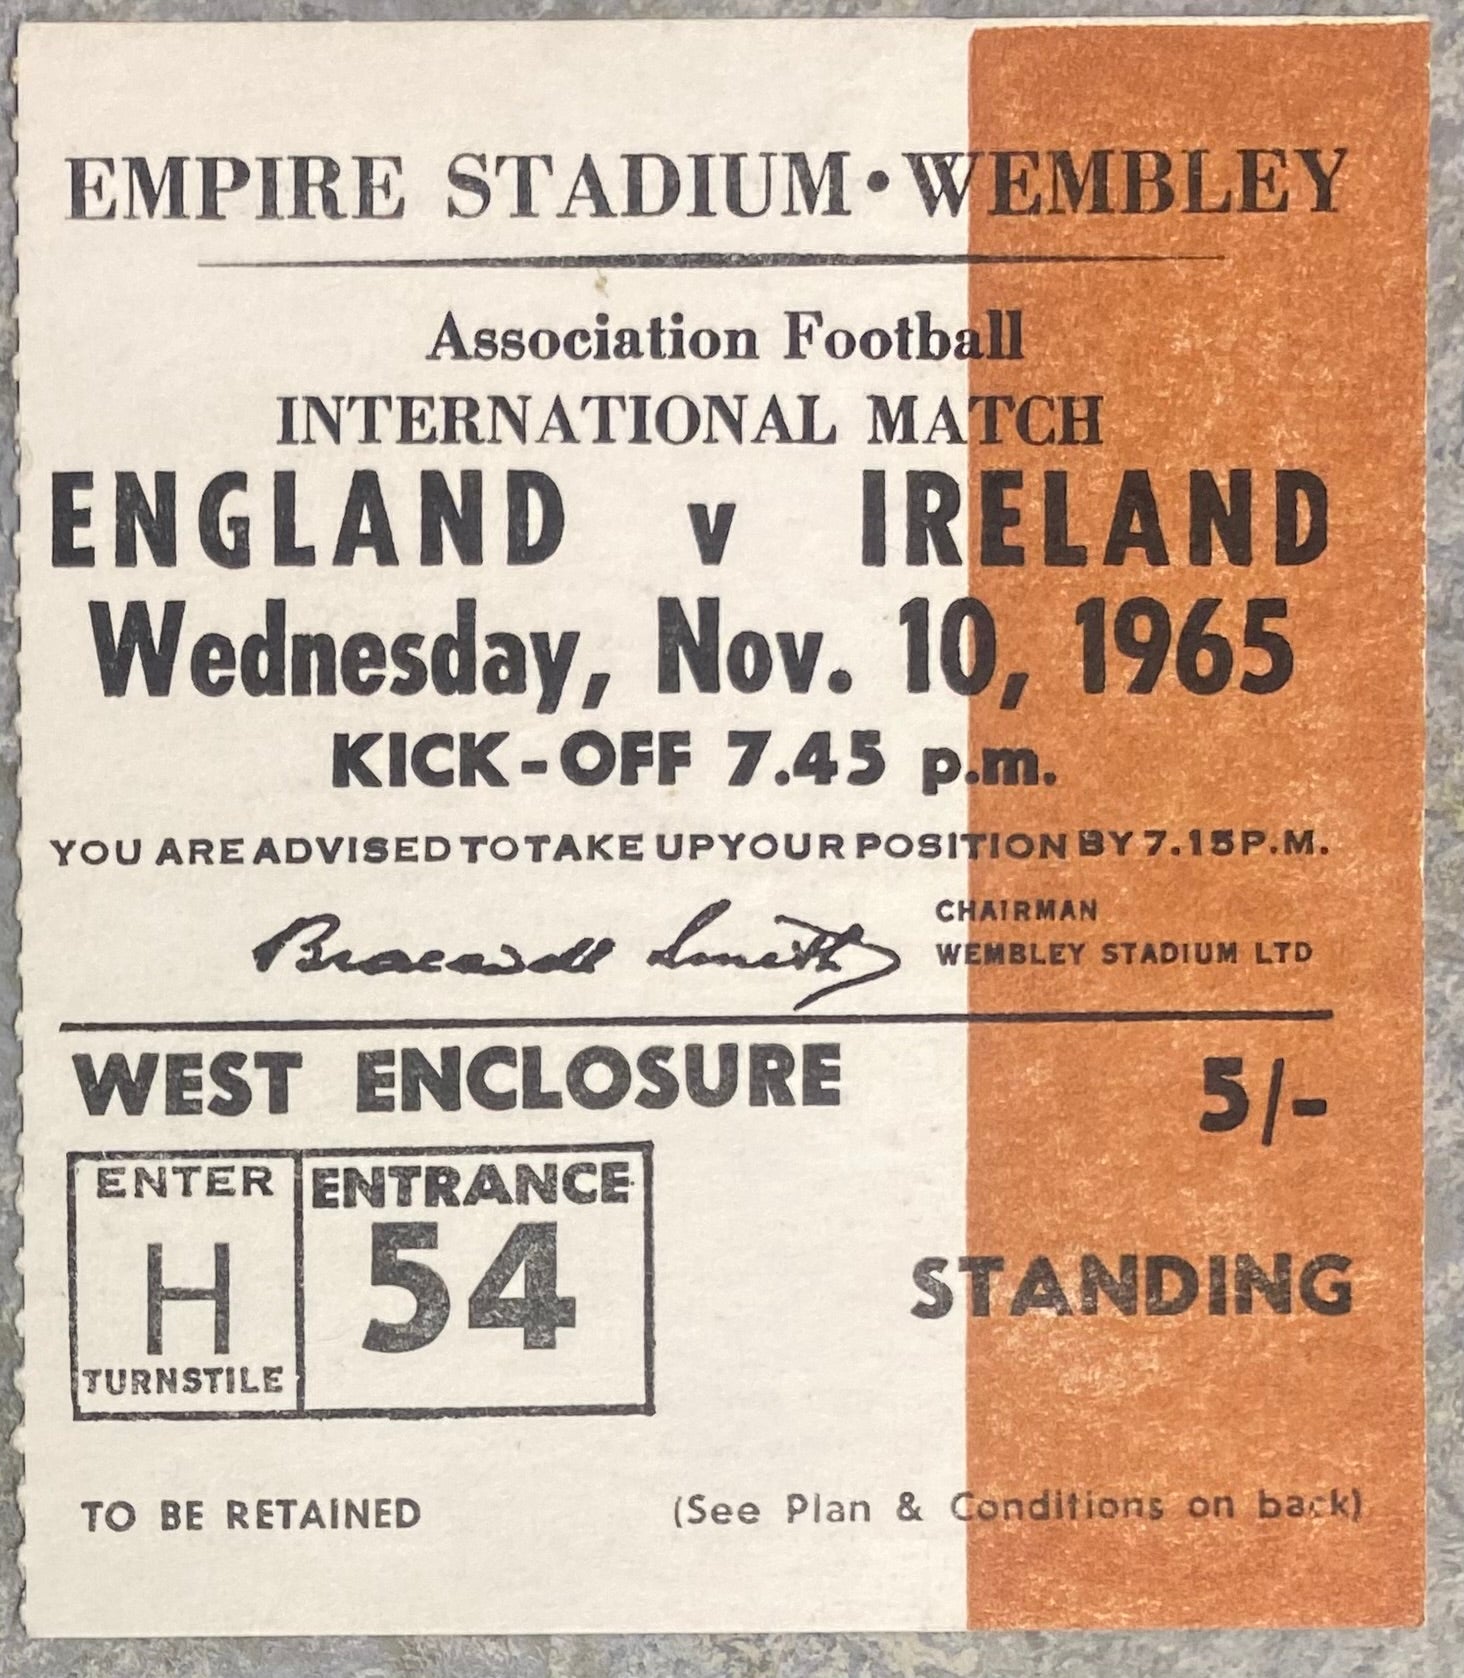 EMPIRE STADIUM • WEMBLEY
Association Football
INTERNATIONAL MATCH
ENGLAND v IRELAND
Wednesday, Nov. 10, 1965
KICK-OFF 7.45 p.m.
YOU ARE ADVISED TO TAKE UP YOUR POSITION BY 7.15 P.M.
Bracewell Smith
CHAIRMAN
WEMBLEY STADIUM LTD
WEST ENCLOSURE 5/-
ENTER
H
TURNSTILE
ENTRANCE
54
STANDING
TO BE RETAINED
(See Plan & Conditions on back)